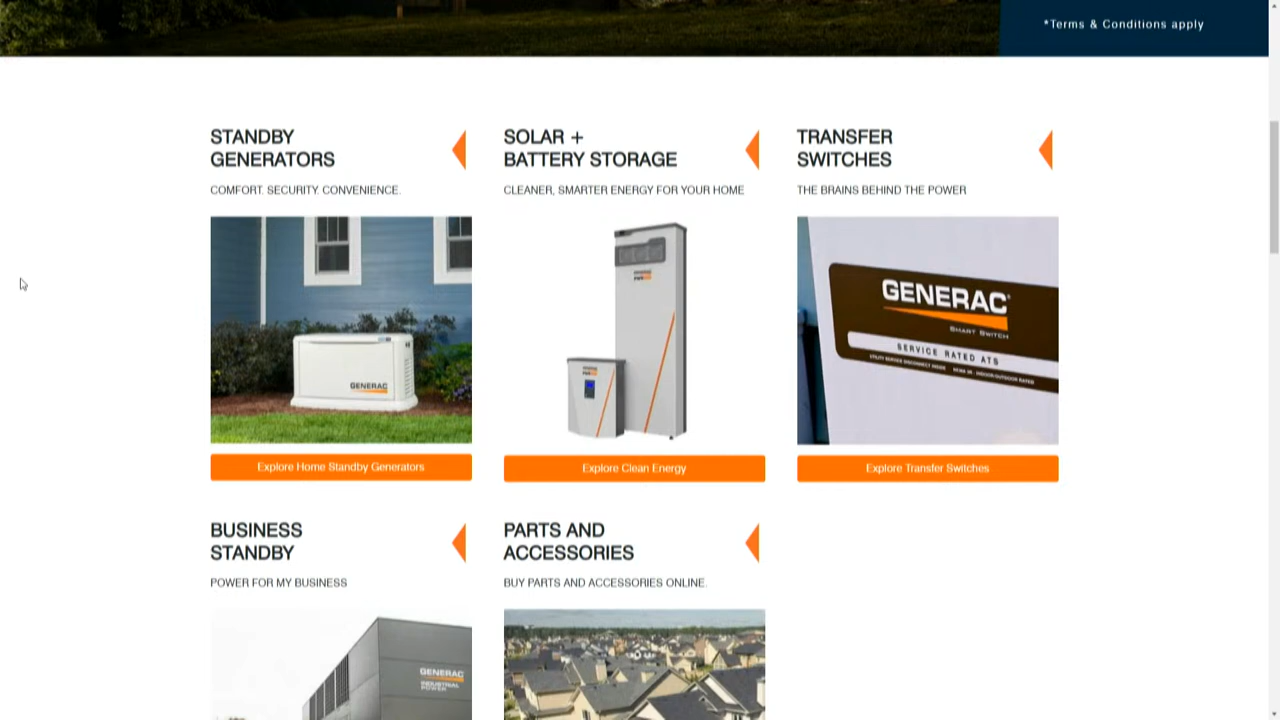 *Terms & Conditions apply
STANDBY
GENERATORS
COMFORT. SECURITY. CONVENIENCE.
GENERAC
Explore Home Standby Generators
SOLAR +
BATTERY STORAGE
CLEANER, SMARTER ENERGY FOR YOUR HOME
Explore Clean Energy
TRANSFER
SWITCHES
THE BRAINS BEHIND THE POWER
GENERAC
SMART SWITCH
SERVICE RATED ATS
Explore Transfer Switches
BUSINESS
STANDBY
POWER FOR MY BUSINESS
GENERAC
INDUSTRIAL
POWER
PARTS AND
ACCESSORIES
BUY PARTS AND ACCESSORIES ONLINE.